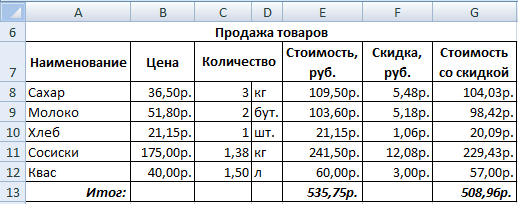 A B C D E F G
6 Продажа товаров
7 Наименование Цена Количество Стоимость, руб. Скидка, руб. Стоимость со скидкой
8 Сахар 36,50р. 3 кг 109,50р. 5,48р. 104,03р.
9 Молоко 51,80р. 2 бут. 103,60р. 5,18р. 98,42р.
10 Хлеб 21,15р. 1 шт. 21,15р. 1,06р. 20,09р.
11 Сосиски 175,00р. 1,38 кг 241,50р. 12,08р. 229,43р.
12 Квас 40,00р. 1,50 л 60,00р. 3,00р. 57,00р.
13 Итог: 535,75р. 508,96р.